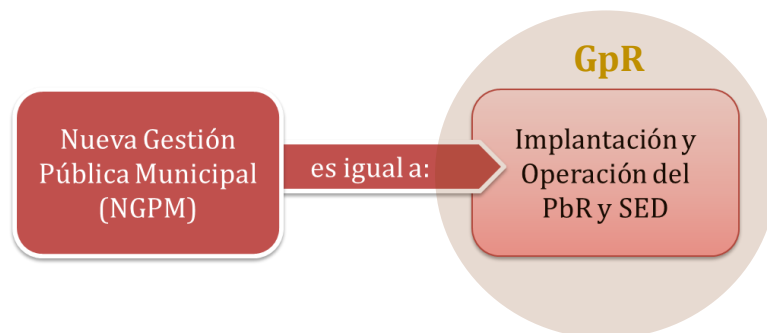 GpR
Nueva Gestión
Pública Municipal
(NGPM)
es igual a:
Implantación y
Operación del
PbR y SED